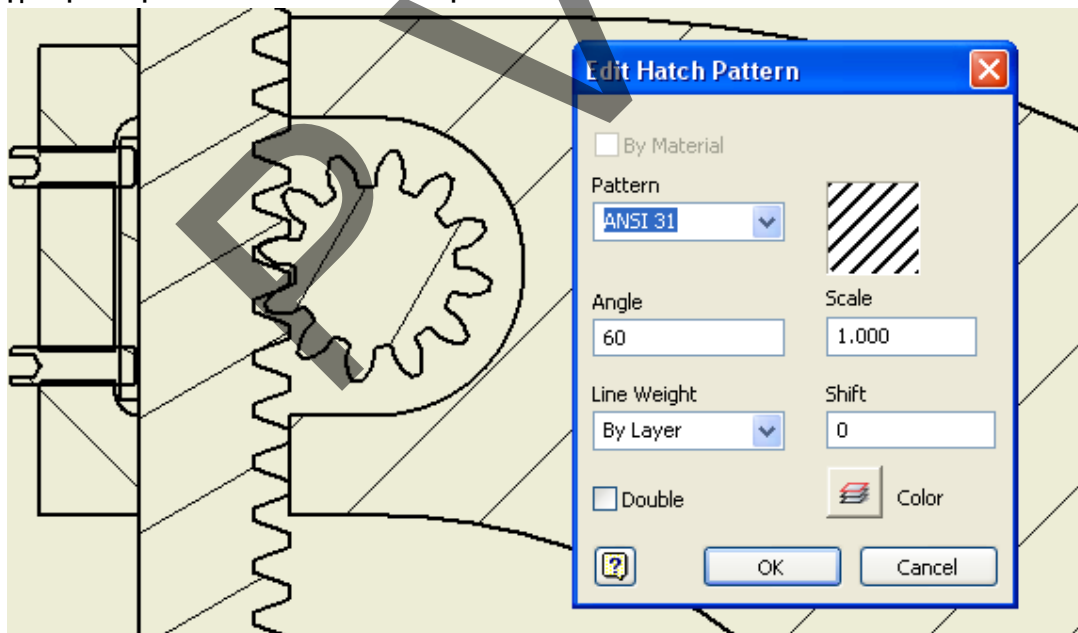 Edit Hatch Pattern
By Material
Pattern
ANSI 31
Angle
Scale
60
1.000
Line Weight
Shift
By Layer
0
Double
Color
OK
Cancel